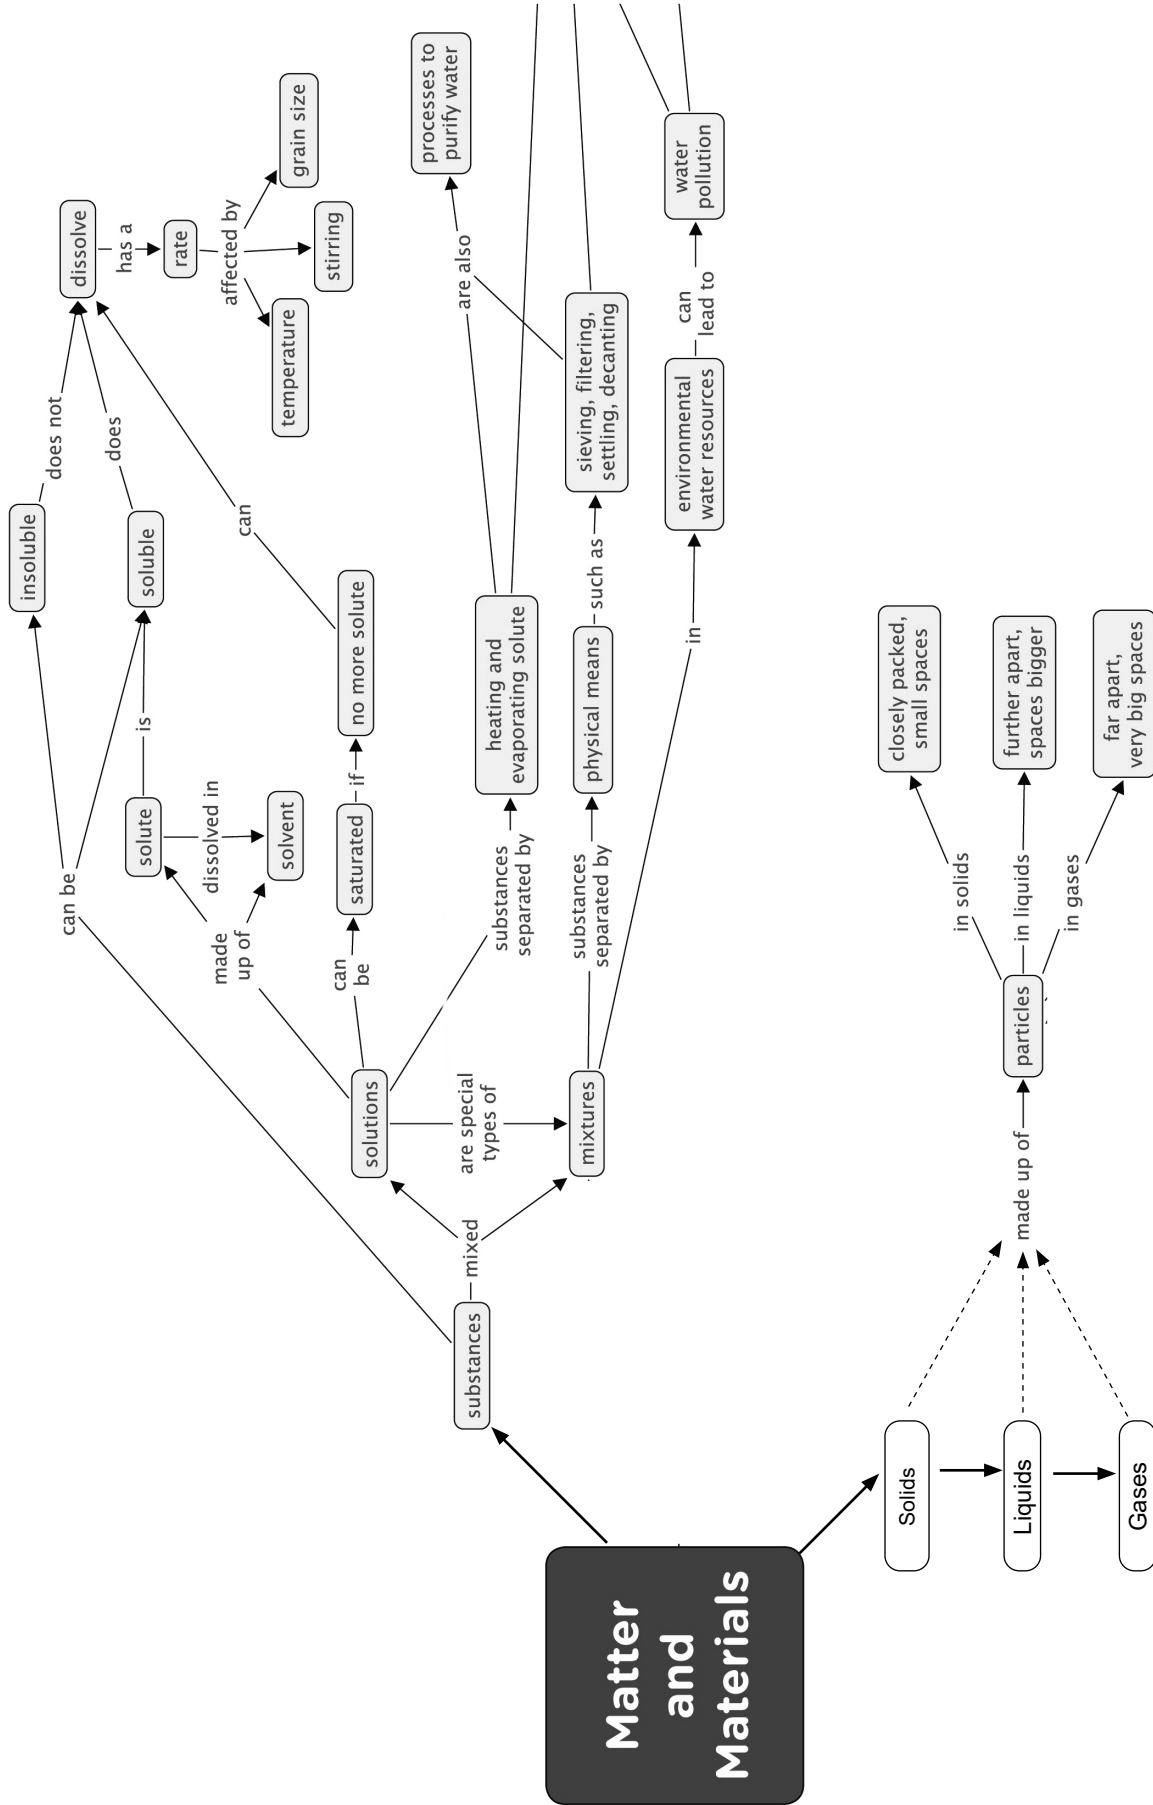 Matter
and
Materials
substances
can be
insoluble
does not
soluble
does
dissolve
has a
rate
affected by
temperature
stirring
grain size
mixed
solutions
made
up of
solute
is
dissolved in
solvent
can
be
saturated
if
no more solute
can
substances
separated by
heating and
evaporating solute
are also
processes to
purify water
are special
types of
mixtures
substances
separated by
physical means
such as
sieving, filtering,
settling, decanting
in
environmental
water resources
can
lead to
water
pollution
Solids
Liquids
Gases
made up of
particles
in solids
closely packed,
small spaces
in liquids
further apart,
spaces bigger
in gases
far apart,
very big spaces